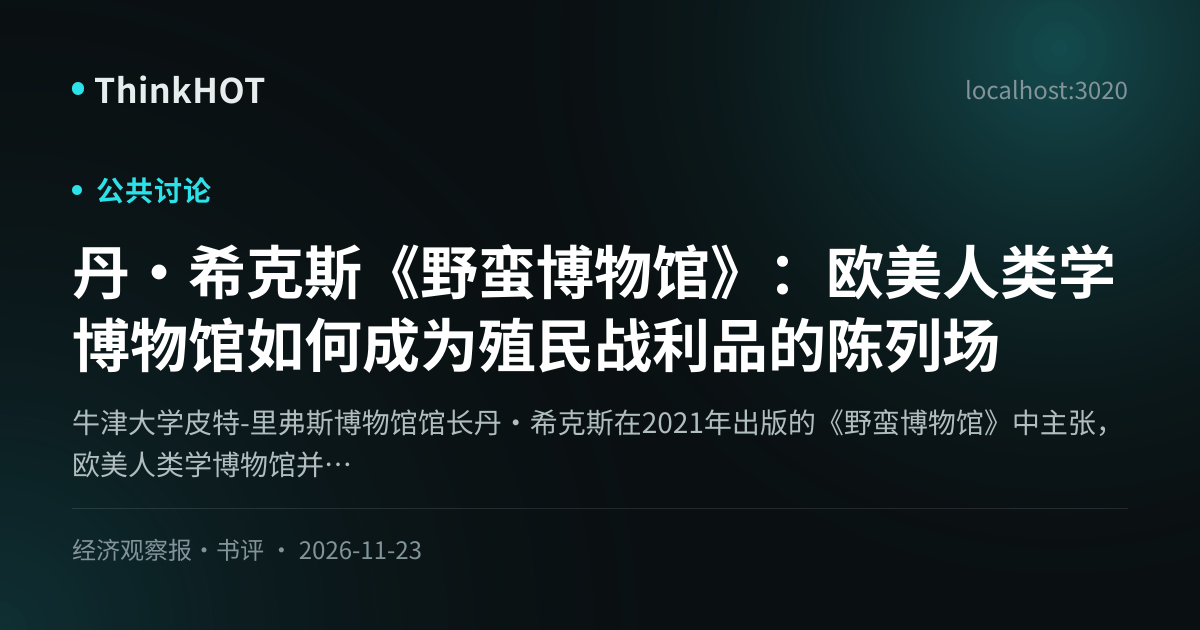 ThinkHOT
localhost:3020
公共讨论
丹・希克斯《野蛮博物馆》：欧美人类学
博物馆如何成为殖民战利品的陈列场
牛津大学皮特-里弗斯博物馆馆长丹・希克斯在2021年出版的《野蛮博物馆》中主张，
欧美人类学博物馆并…
经济观察报・书评 · 2026-11-23